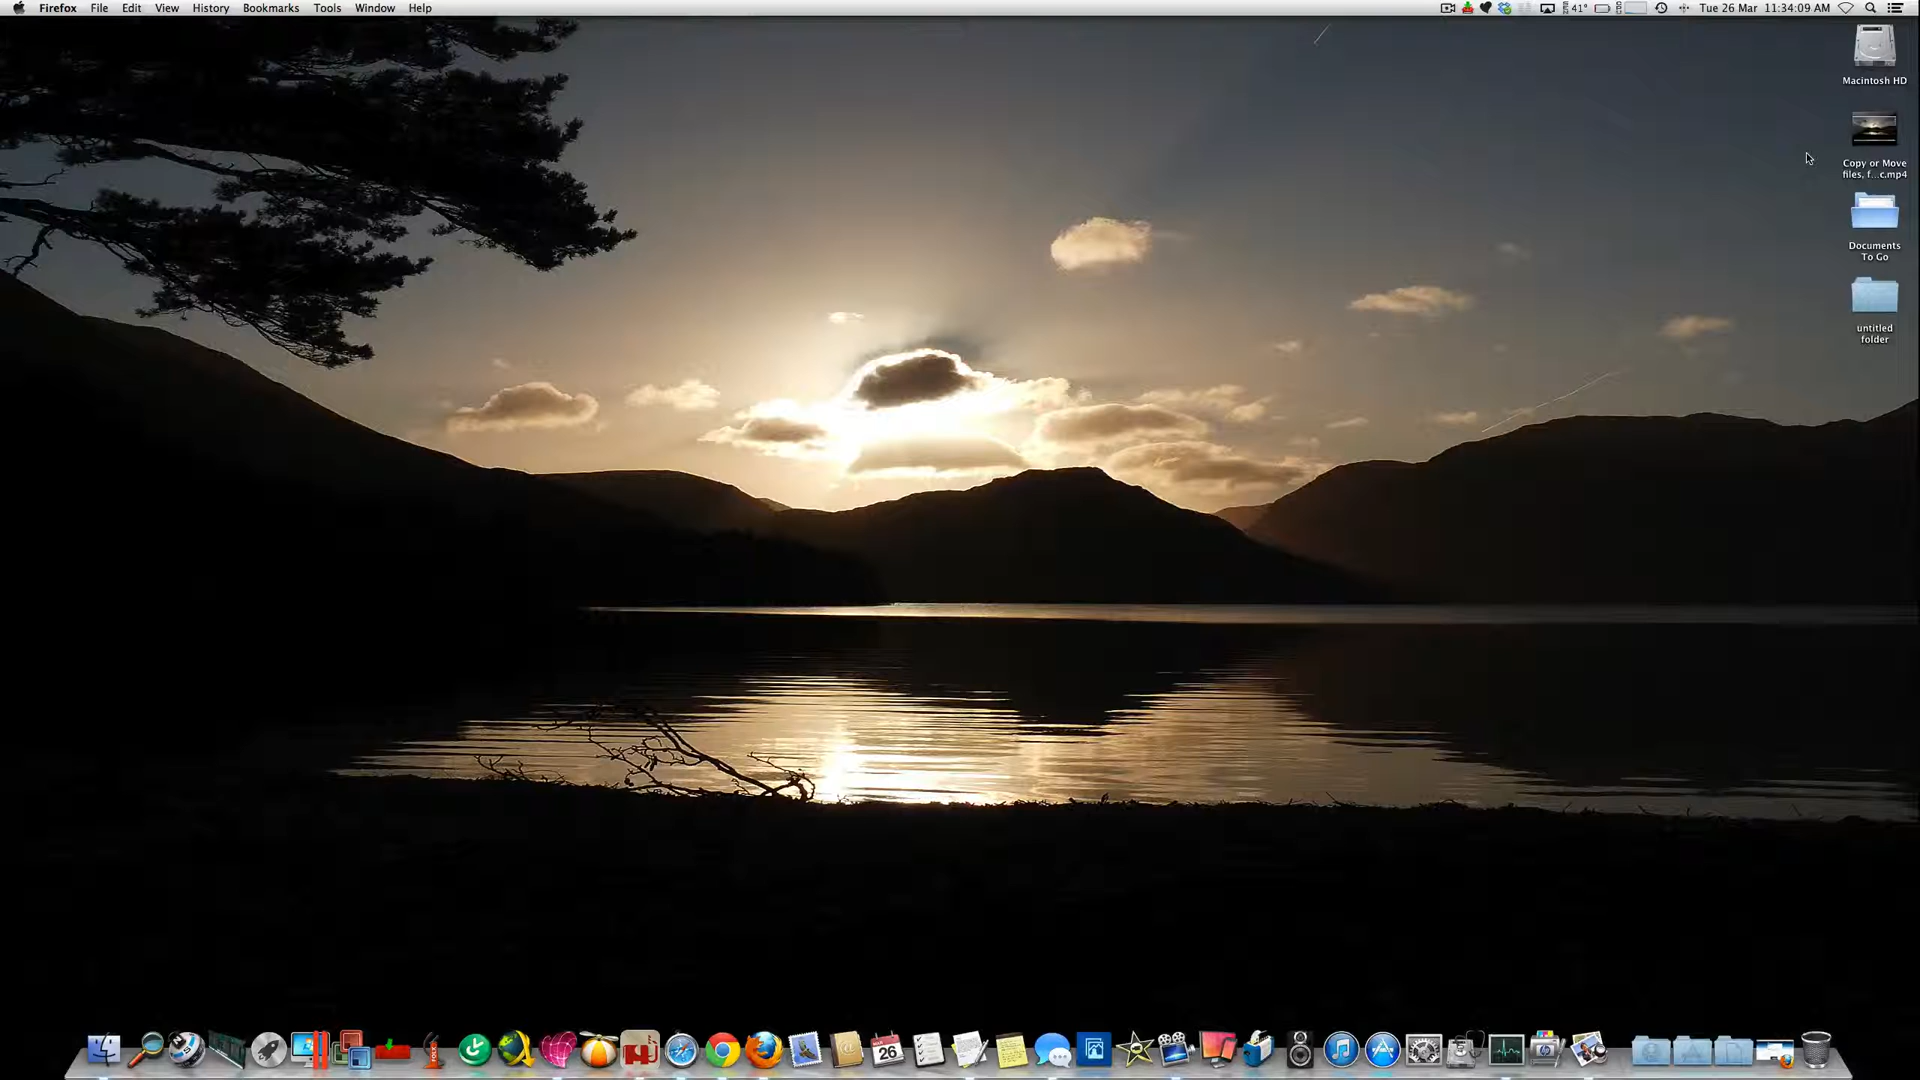 Firefox File Edit View History Bookmarks Tools Window Help
41° Tue 26 Mar 11:34:09 AM
Macintosh HD
Copy or Move
files, f...c.mp4
Documents
To Go
untitled
folder
26